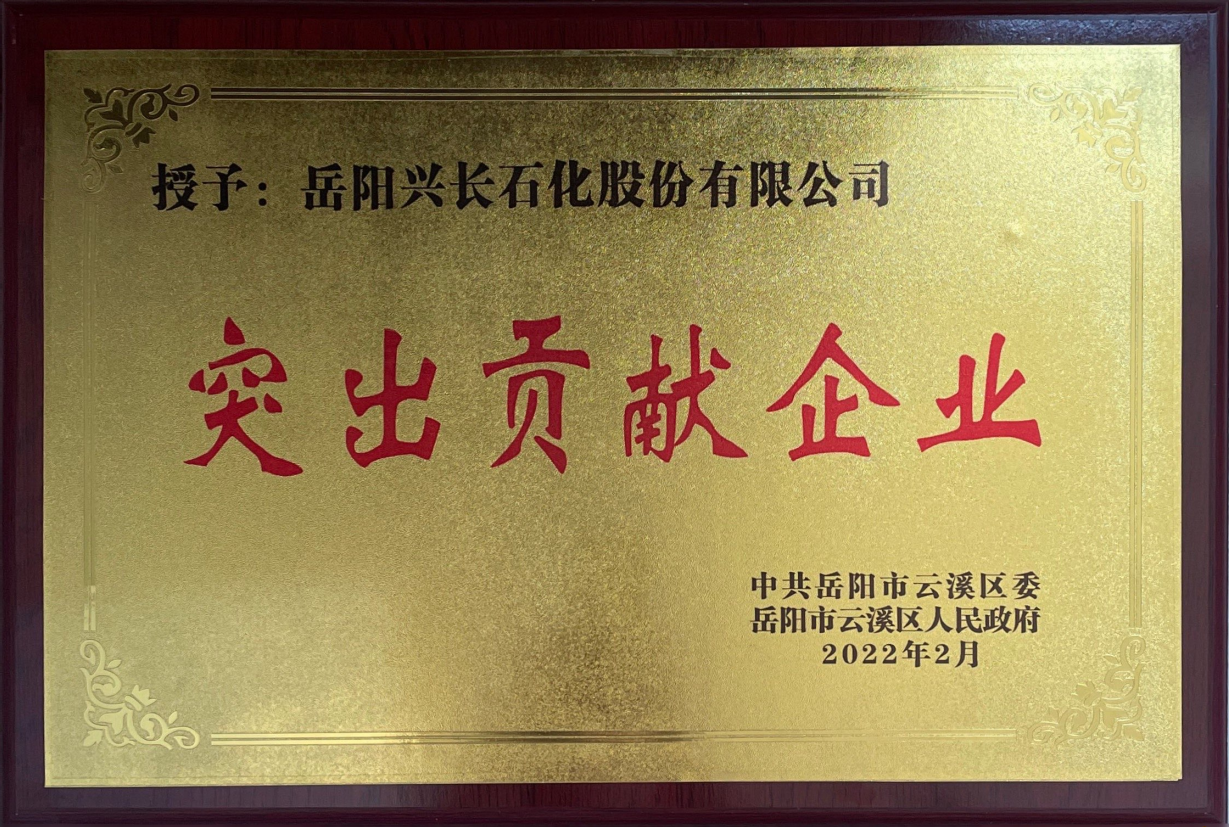 授予：岳阳兴长石化股份有限公司
突出贡献企业
中共岳阳市云溪区委
岳阳市云溪区人民政府
2022年2月